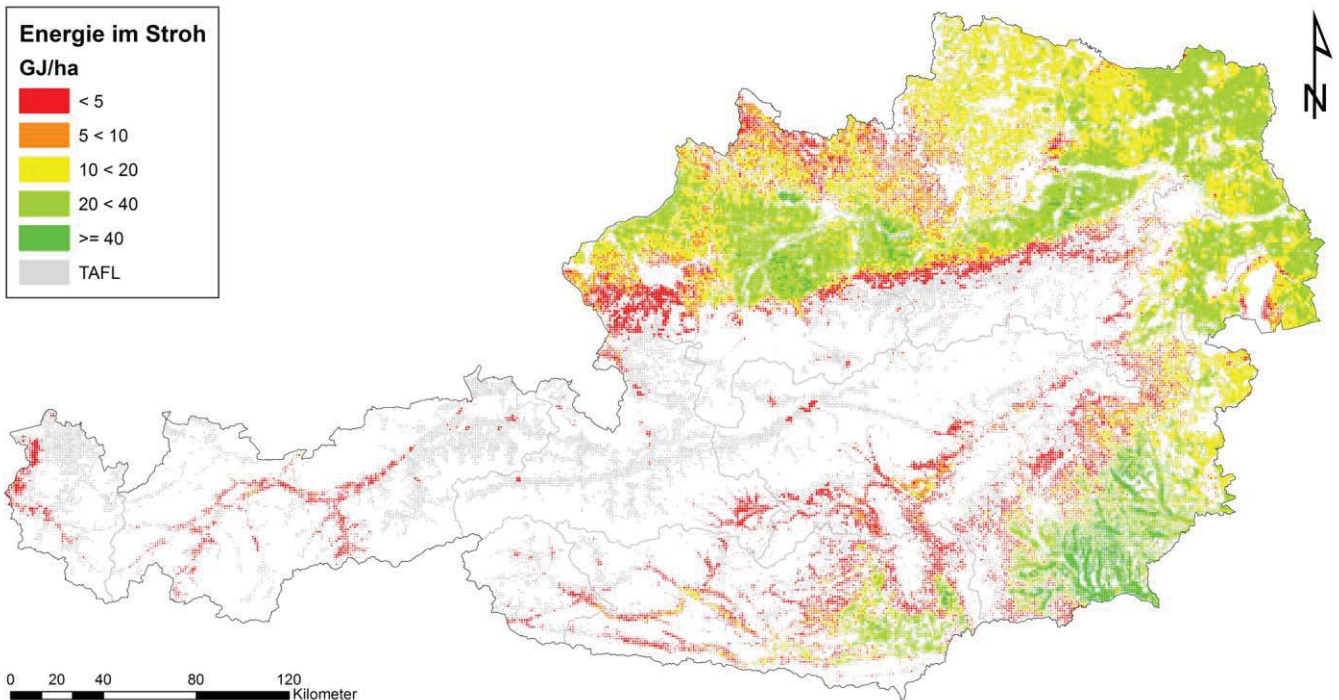 Energie im Stroh
GJ/ha
< 5
5 < 10
10 < 20
20 < 40
>= 40
TAFL
N
0 20 40 80 120
Kilometer